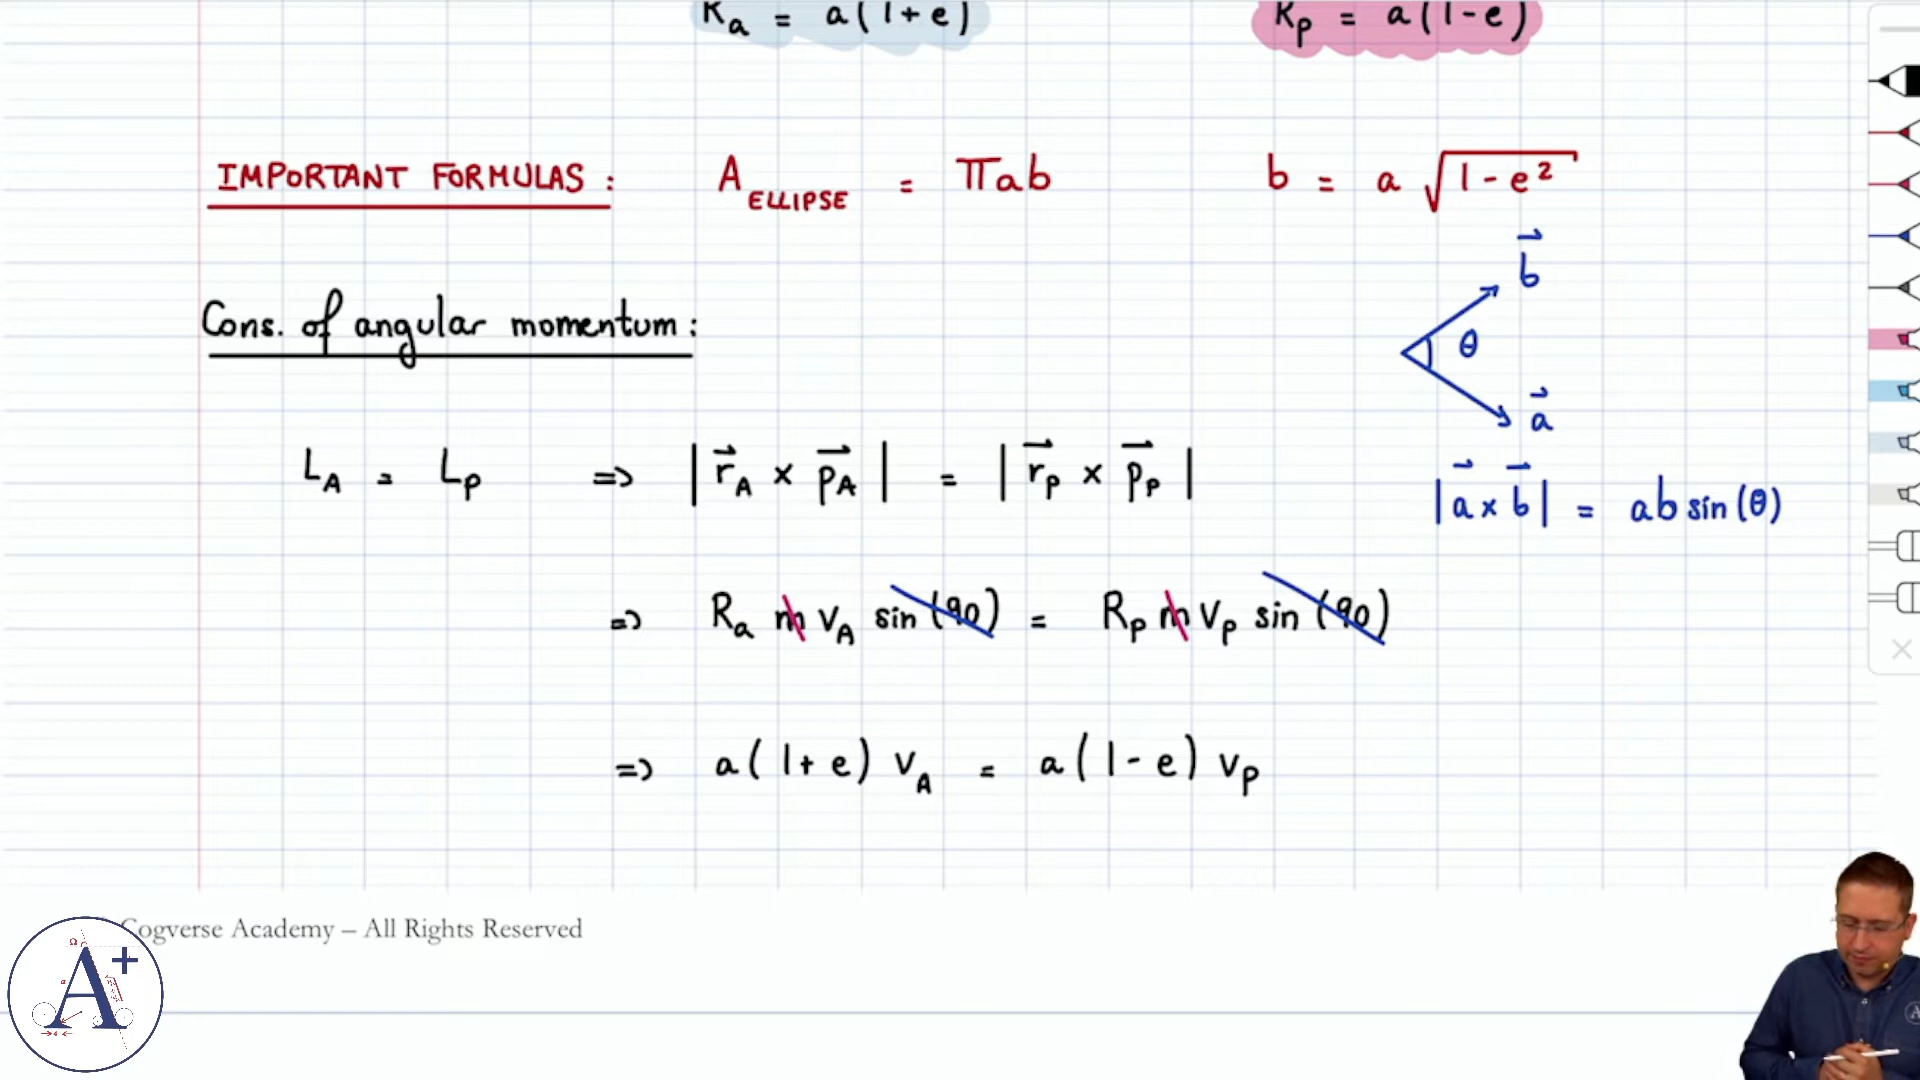 Ra = a(1+e) Rp = a(1-e)
IMPORTANT FORMULAS : A ELLIPSE = πab b = a √(1-e²)
b⃗
Cons. of angular momentum :
θ
a⃗
LA = LP => | r⃗A × p⃗A | = | r⃗p × p⃗p |
| a⃗ × b⃗ | = ab sin(θ)
=> Ra m vA sin (90) = Rp m vp sin (90)
=> a(1+e) vA = a(1-e) vp
Cogverse Academy – All Rights Reserved
A+